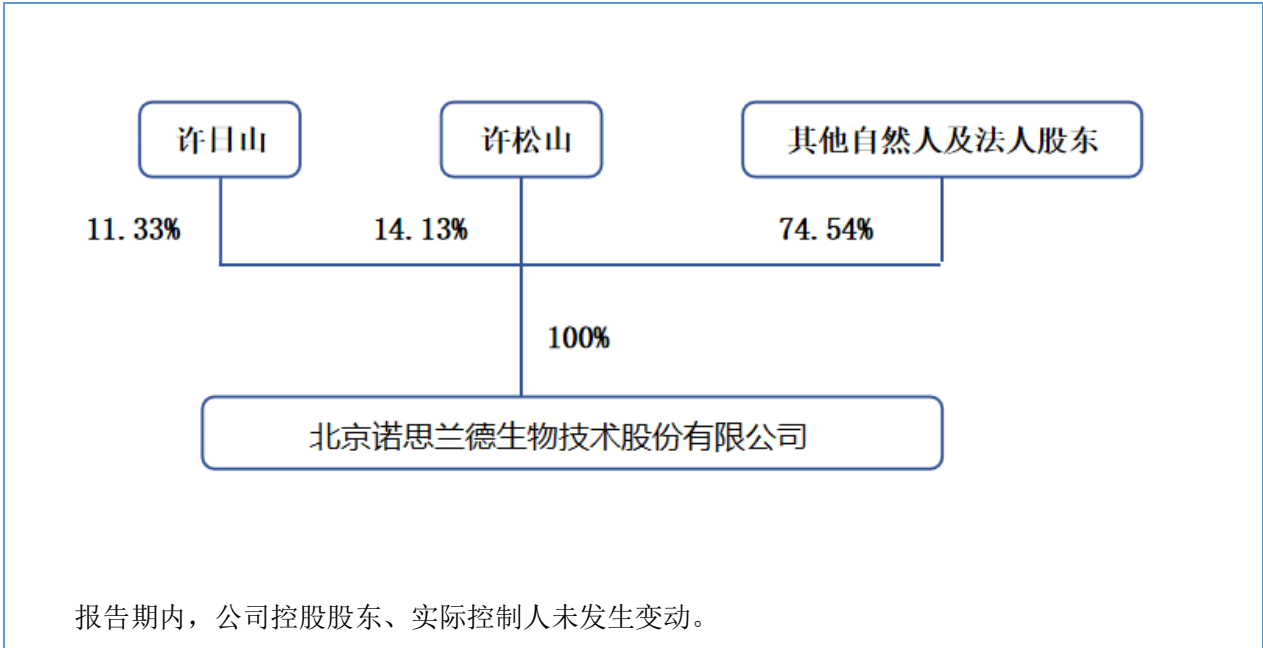 许日山
许松山
其他自然人及法人股东
11.33%
14.13%
74.54%
100%
北京诺思兰德生物技术股份有限公司
报告期内，公司控股股东、实际控制人未发生变动。